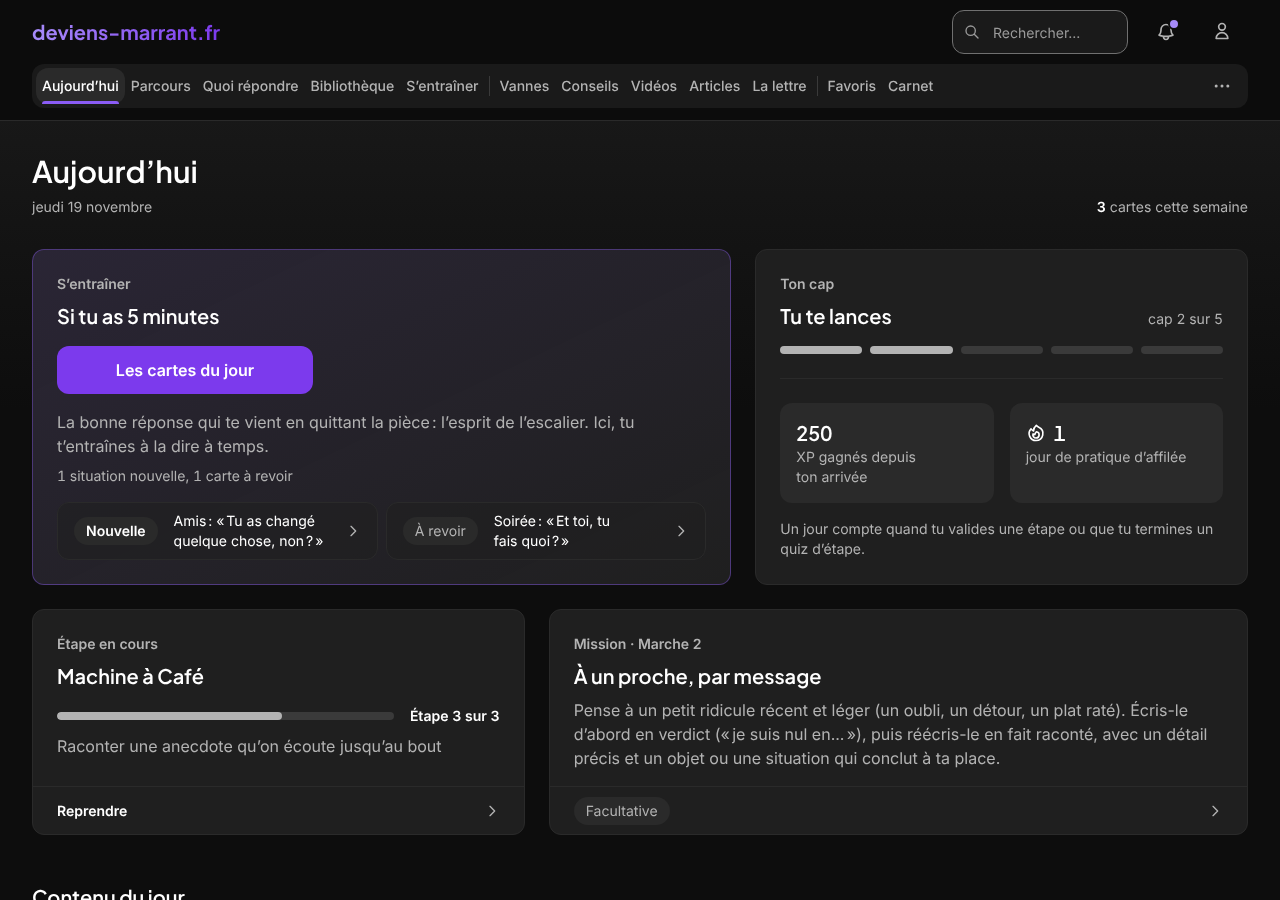 deviens-marrant.fr
Rechercher...
Aujourd’hui Parcours Quoi répondre Bibliothèque S’entraîner Vannes Conseils Vidéos Articles La lettre Favoris Carnet
Aujourd’hui
jeudi 19 novembre
3 cartes cette semaine
S’entraîner
Si tu as 5 minutes
Les cartes du jour
La bonne réponse qui te vient en quittant la pièce : l’esprit de l’escalier. Ici, tu
t’entraînes à la dire à temps.
1 situation nouvelle, 1 carte à revoir
Nouvelle
Amis : « Tu as changé
quelque chose, non ? »
À revoir
Soirée : « Et toi, tu
fais quoi ? »
Ton cap
Tu te lances
cap 2 sur 5
250
XP gagnés depuis
ton arrivée
1
jour de pratique d’affilée
Un jour compte quand tu valides une étape ou que tu termines un
quiz d’étape.
Étape en cours
Machine à Café
Étape 3 sur 3
Raconter une anecdote qu’on écoute jusqu’au bout
Reprendre
Mission · Marche 2
À un proche, par message
Pense à un petit ridicule récent et léger (un oubli, un détour, un plat raté). Écris-le
d’abord en verdict (« je suis nul en… »), puis réécris-le en fait raconté, avec un détail
précis et un objet ou une situation qui conclut à ta place.
Facultative
Contenu du jour